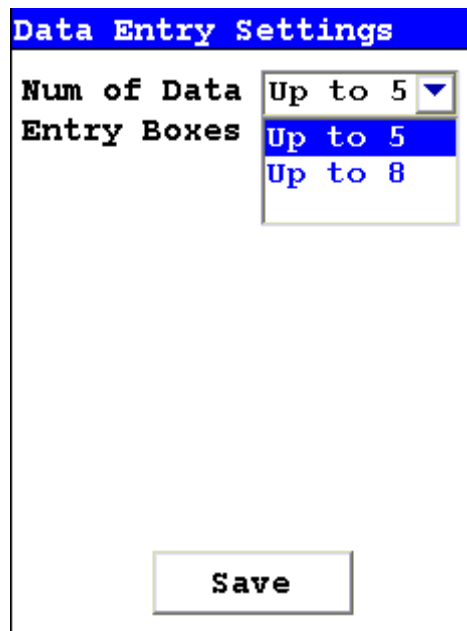 Data Entry Settings
Num of Data
Entry Boxes
Up to 5
Up to 5
Up to 8
Save